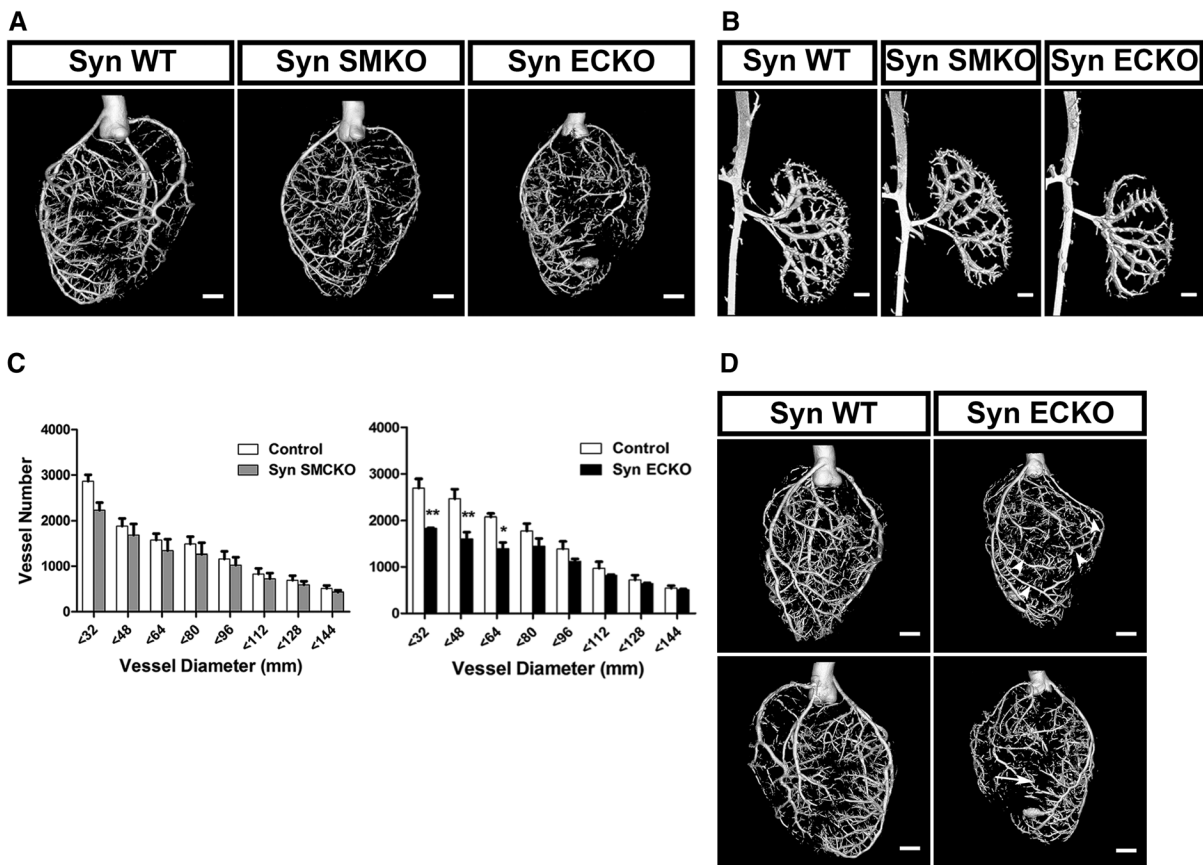 A
Syn WT
Syn SMKO
Syn ECKO
B
Syn WT
Syn SMKO
Syn ECKO
C
Vessel Number
4000
3000
2000
1000
0
Control
Syn SMCKO
<32
<48
<64
<80
<96
<112
<128
<144
Vessel Diameter (mm)
4000
3000
2000
1000
0
Control
Syn ECKO
**
**
*
<32
<48
<64
<80
<96
<112
<128
<144
Vessel Diameter (mm)
D
Syn WT
Syn ECKO